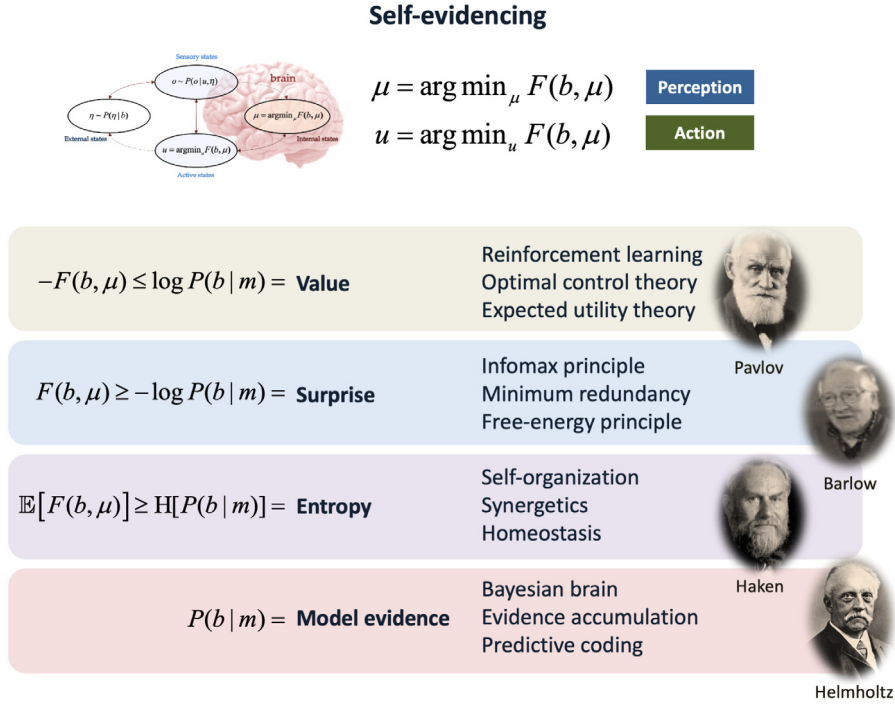 Self-evidencing
Sensory states
o ~ P(o | u, η)
brain
η ~ P(η | b)
External states
μ = argmin_μ F(b, μ)
Internal states
u = argmin_u F(b, μ)
Active states
μ = arg min_μ F(b, μ)
Perception
u = arg min_u F(b, μ)
Action
−F(b, μ) ≤ log P(b | m) = Value
Reinforcement learning
Optimal control theory
Expected utility theory
Pavlov
F(b, μ) ≥ −log P(b | m) = Surprise
Infomax principle
Minimum redundancy
Free-energy principle
Barlow
𝔼[F(b, μ)] ≥ H[P(b | m)] = Entropy
Self-organization
Synergetics
Homeostasis
Haken
P(b | m) = Model evidence
Bayesian brain
Evidence accumulation
Predictive coding
Helmholtz